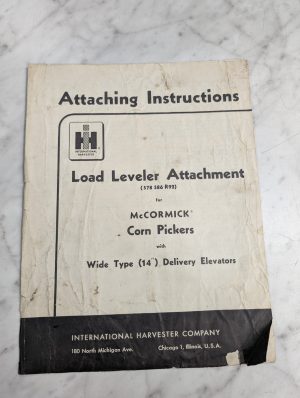 Attaching Instructions
INTERNATIONAL
HARVESTER
Load Leveler Attachment
(578 586 R92)
for
McCORMICK
Corn Pickers
with
Wide Type (14") Delivery Elevators
INTERNATIONAL HARVESTER COMPANY
180 North Michigan Ave. Chicago 1, Illinois, U.S.A.